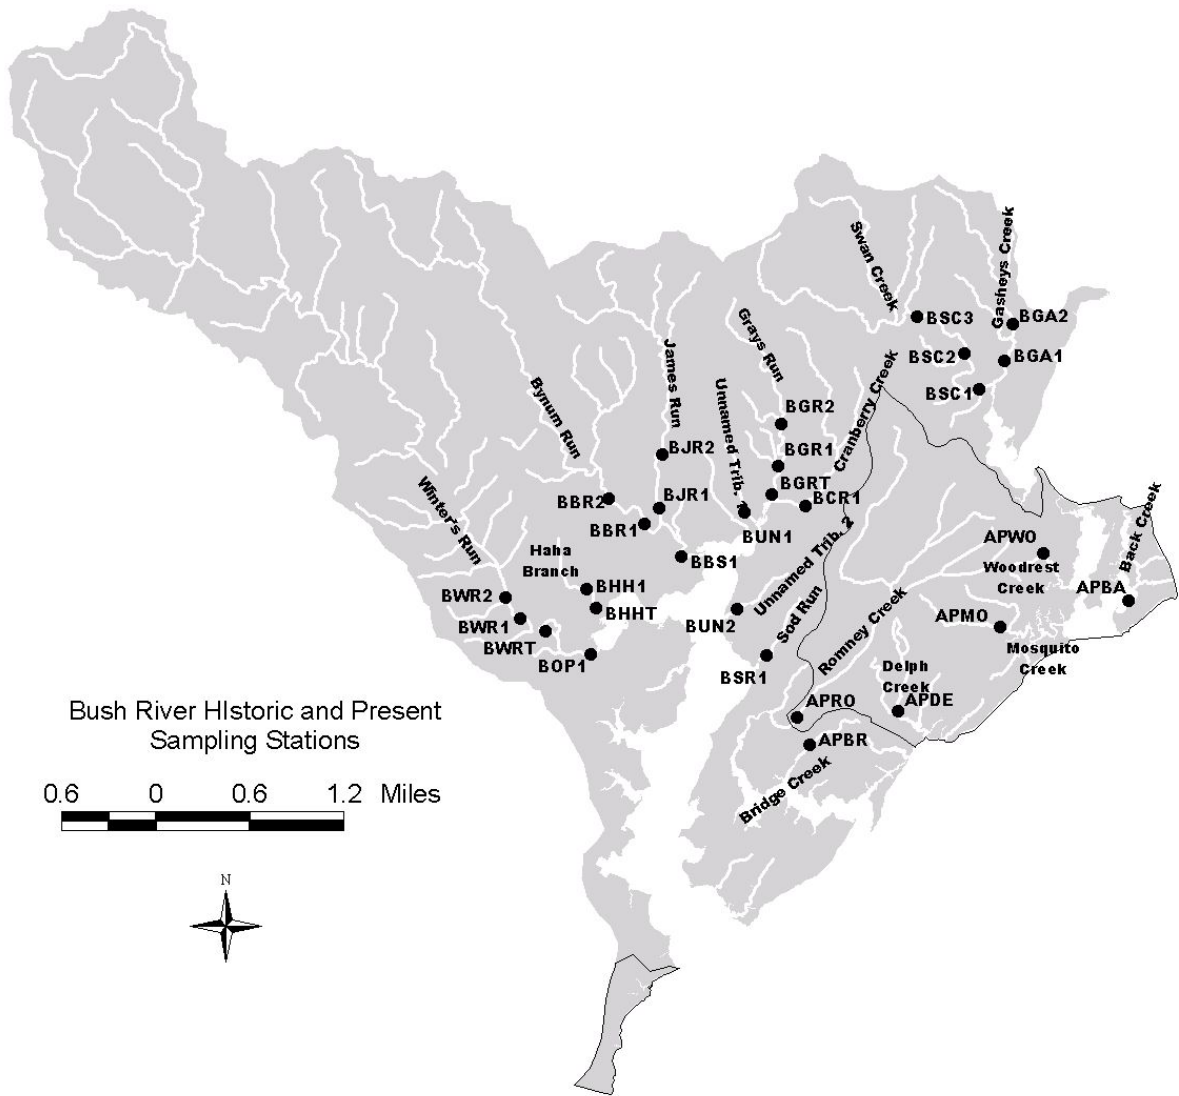 Swan Creek
Gasheys Creek
BSC3
BGA2
BSC2
BGA1
BSC1
Grays Run
James Run
Cranberry Creek
Unnamed Trib. 1
Bynum Run
BGR2
BJR2
BGR1
BGRT
BCR1
BJR1
BBR2
BBR1
BUN1
Winter's Run
Haha
Branch
BBS1
Unnamed Trib. 2
Back Creek
APWO
Woodrest
Creek
APBA
BHH1
BWR2
BHHT
BWR1
BUN2
Sod Run
APMO
BWRT
BOP1
Romney Creek
Mosquito
Creek
BSR1
Delph
Creek
APRO
APDE
APBR
Bridge Creek
Bush River HIstoric and Present
Sampling Stations
0.6 0 0.6 1.2 Miles
N